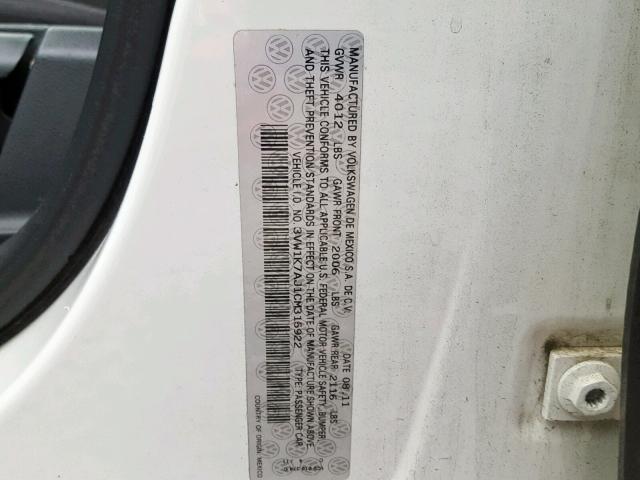 MANUFACTURED BY VOLKSWAGEN DE MEXICO S.A. DE C.V. DATE 08/11
GVWR 4012 LBS GAWR FRONT 2006 LBS GAWR REAR 2116 LBS
THIS VEHICLE CONFORMS TO ALL APPLICABLE U.S. FEDERAL MOTOR VEHICLE SAFETY, BUMPER,
AND THEFT PREVENTION STANDARDS IN EFFECT ON THE DATE OF MANUFACTURE SHOWN ABOVE.
VEHICLE I.D. NO. 3VW1K7AJ1CM316922 TYPE: PASSENGER CAR
COUNTRY OF ORIGIN: MEXICO